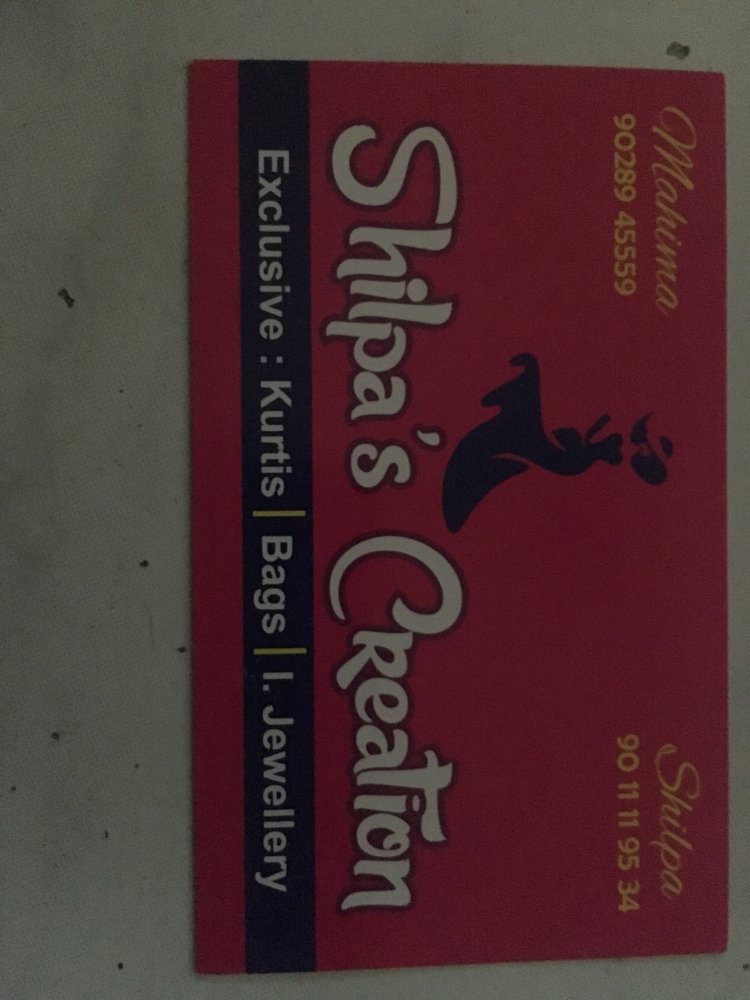 Mahima
90289 45559
Shilpa
90 11 11 95 34
Shilpa's Creation
Exclusive : Kurtis | Bags | I. Jewellery